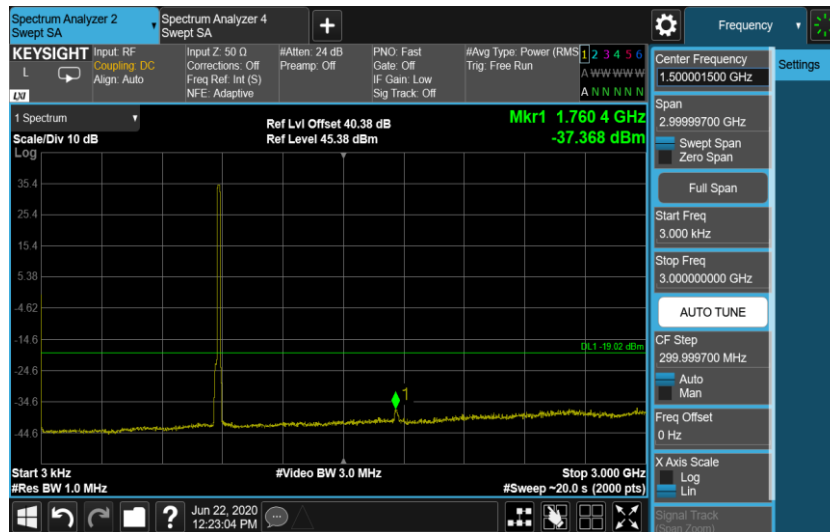 Spectrum Analyzer 2
Swept SA
Spectrum Analyzer 4
Swept SA
+
Frequency
KEYSIGHT
L
LXI
Input: RF
Coupling: DC
Align: Auto
Input Z: 50 Ω
Corrections: Off
Freq Ref: Int (S)
NFE: Adaptive
#Atten: 24 dB
Preamp: Off
PNO: Fast
Gate: Off
IF Gain: Low
Sig Track: Off
#Avg Type: Power (RMS
Trig: Free Run
1 2 3 4 5 6
A W W W W W
A N N N N N
1 Spectrum
Scale/Div 10 dB
Log
Ref Lvl Offset 40.38 dB
Ref Level 45.38 dBm
Mkr1 1.760 4 GHz
-37.368 dBm
35.4
25.4
15.4
5.38
-4.62
-14.6
-24.6
-34.6
-44.6
DL1 -19.02 dBm
1
Start 3 kHz
#Res BW 1.0 MHz
#Video BW 3.0 MHz
Stop 3.000 GHz
#Sweep ~20.0 s (2000 pts)
Jun 22, 2020
12:23:04 PM
?
Center Frequency
1.500001500 GHz
Settings
Span
2.99999700 GHz
Swept Span
Zero Span
Full Span
Start Freq
3.000 kHz
Stop Freq
3.000000000 GHz
AUTO TUNE
CF Step
299.999700 MHz
Auto
Man
Freq Offset
0 Hz
X Axis Scale
Log
Lin
Signal Track
(Span Zoom)